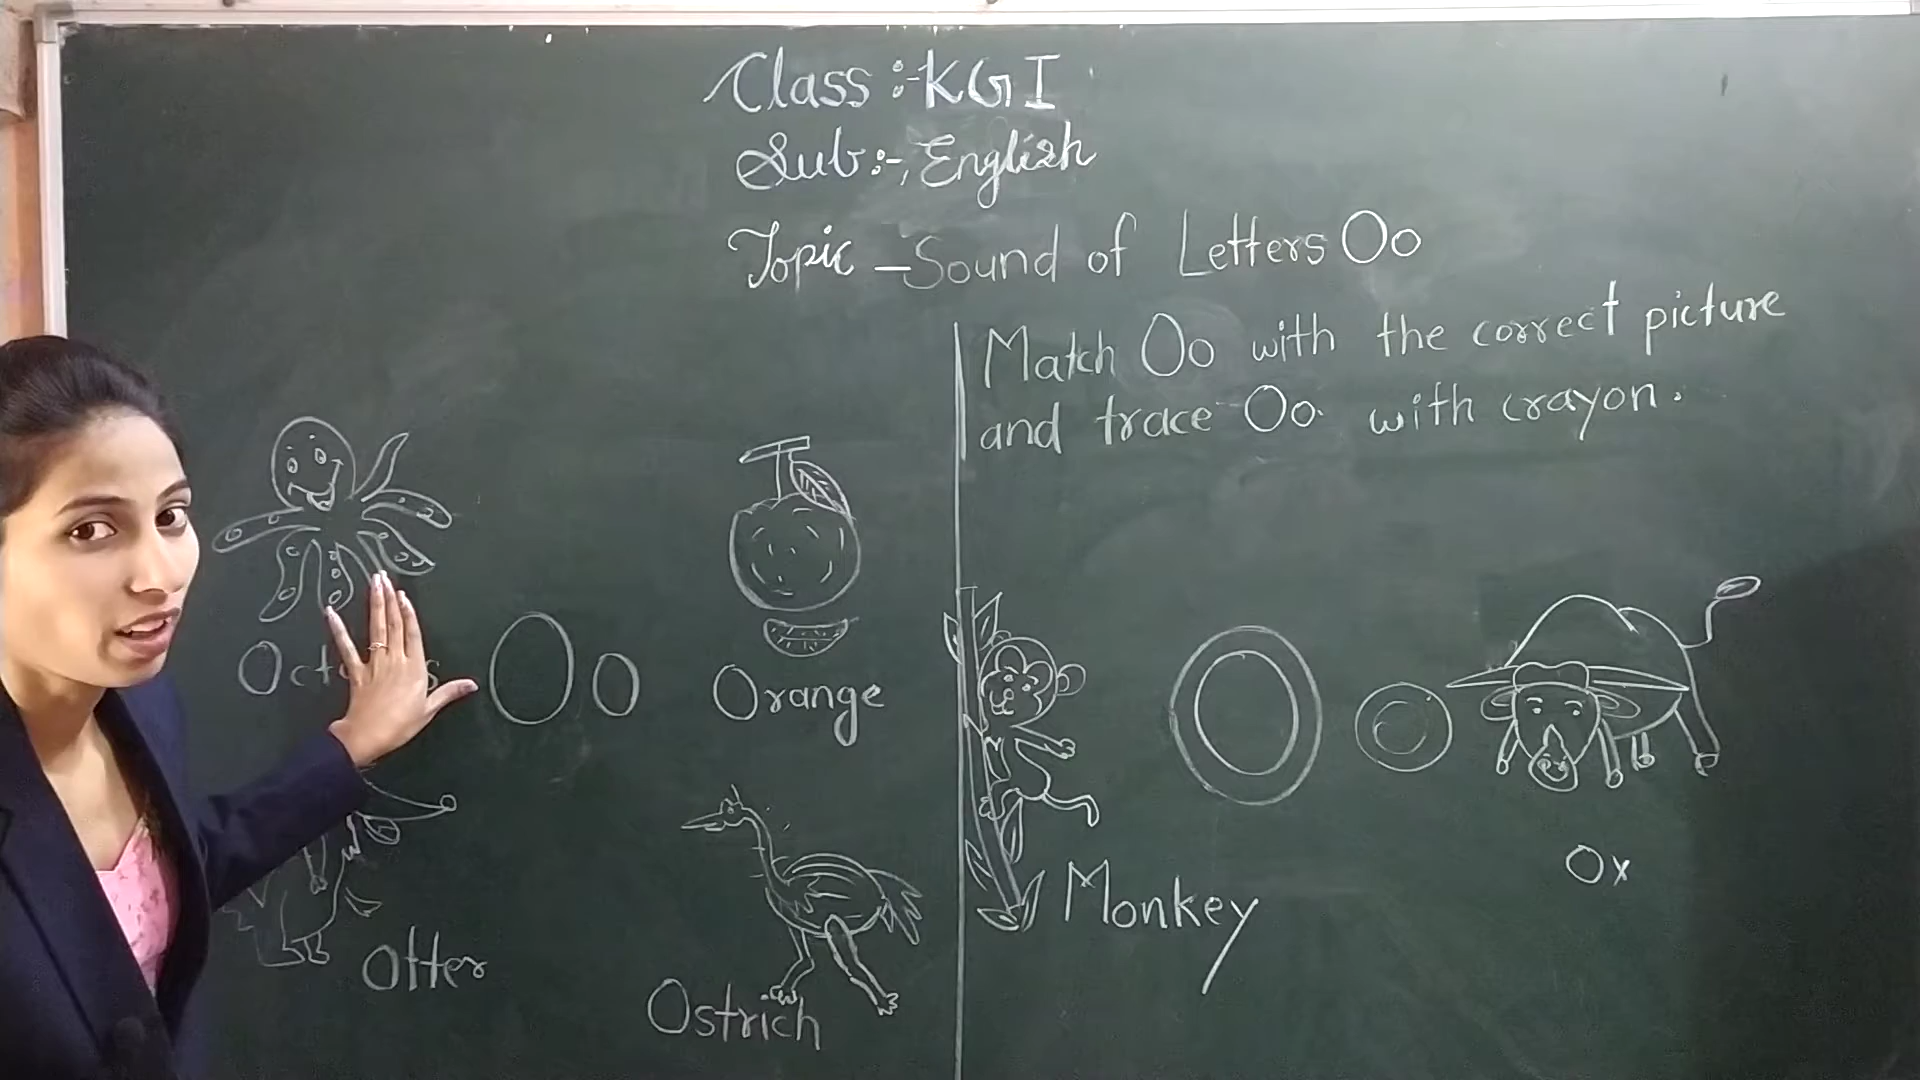 Class :- KG I
Sub :- English
Topic - Sound of Letters Oo
Match Oo with the correct picture
and trace Oo with crayon.
Oo
Orange
Otter
Ostrich
Oo
Monkey
Ox